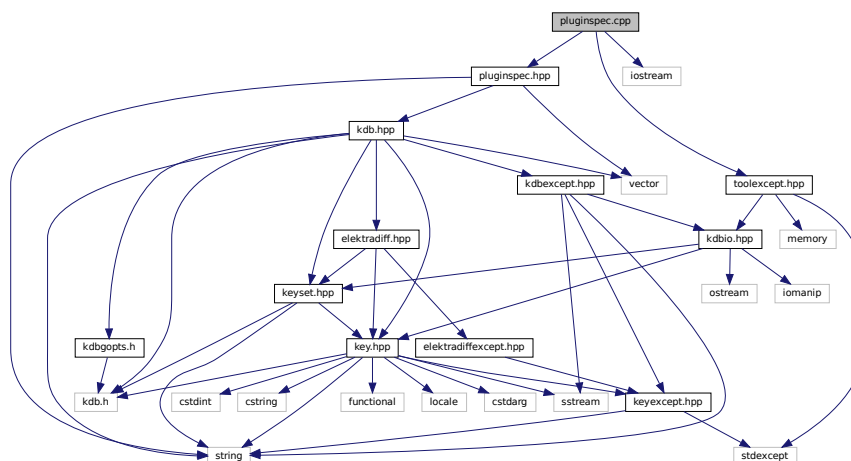 pluginspec.cpp
pluginspec.hpp
iostream
kdb.hpp
kdbexcept.hpp
vector
toolexcept.hpp
elektradiff.hpp
kdbio.hpp
memory
keyset.hpp
ostream
iomanip
kdbgopts.h
key.hpp
elektradiffexcept.hpp
kdb.h
cstdint
cstring
functional
locale
cstdarg
sstream
keyexcept.hpp
string
stdexcept